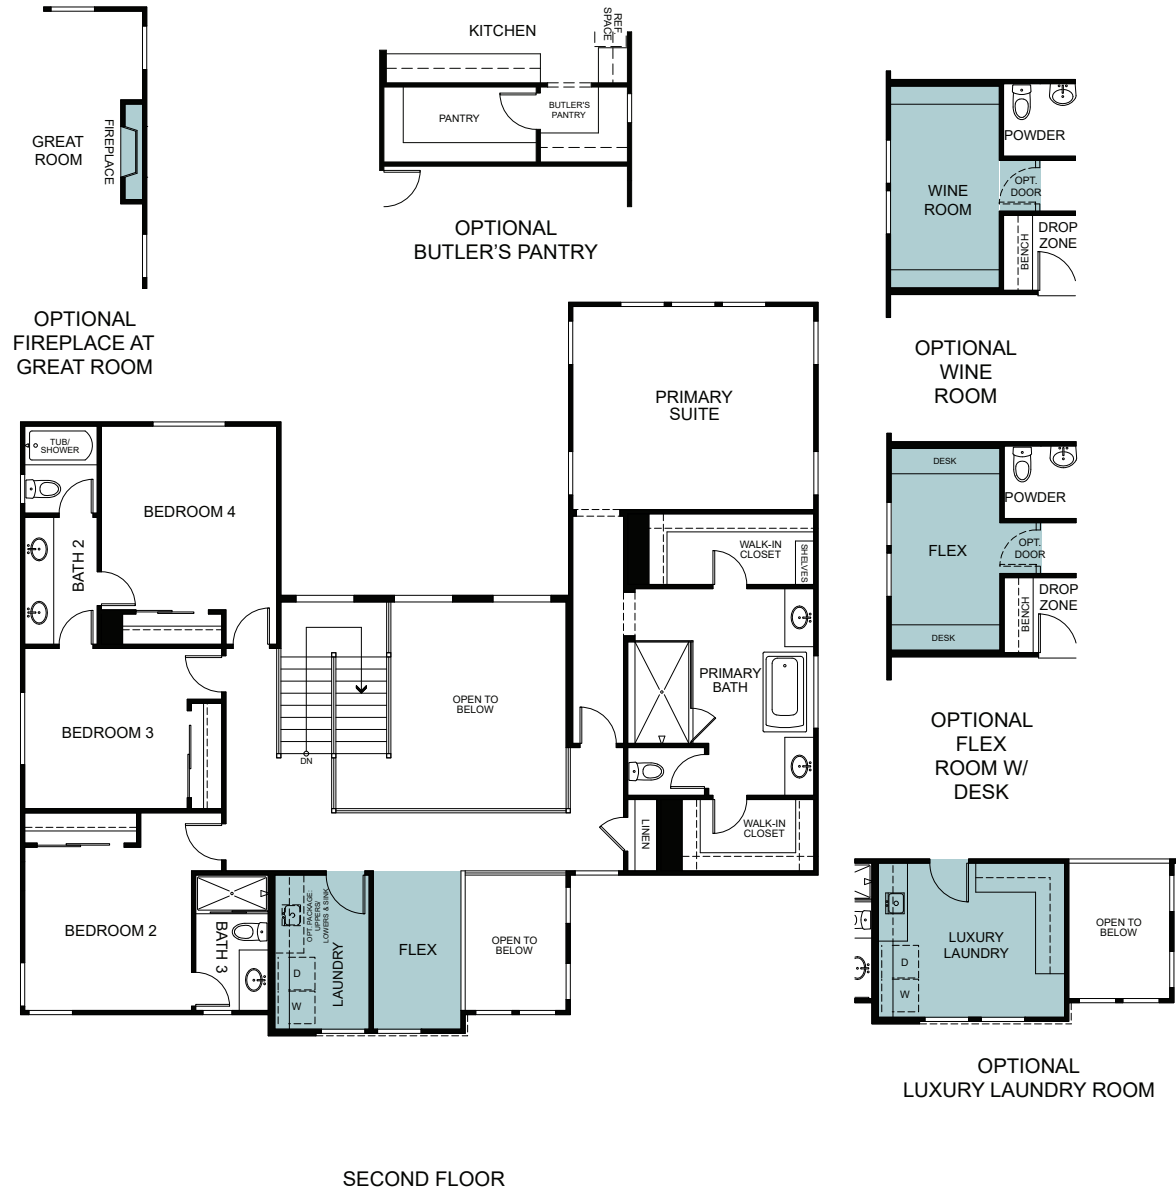 KITCHEN
REF.
SPACE
PANTRY
BUTLER'S
PANTRY
OPTIONAL
BUTLER'S PANTRY
GREAT
ROOM
FIREPLACE
OPTIONAL
FIREPLACE AT
GREAT ROOM
WINE
ROOM
POWDER
OPT.
DOOR
BENCH
DROP
ZONE
OPTIONAL
WINE
ROOM
DESK
FLEX
DESK
POWDER
OPT.
DOOR
BENCH
DROP
ZONE
OPTIONAL
FLEX
ROOM W/
DESK
PRIMARY
SUITE
TUB/
SHOWER
BEDROOM 4
BATH 2
WALK-IN
CLOSET
SHELVES
PRIMARY
BATH
OPEN TO
BELOW
DN
BEDROOM 3
LINEN
WALK-IN
CLOSET
BEDROOM 2
BATH 3
OPT. PACKAGE:
UPPERS/
LOWERS & SINK
D
W
LAUNDRY
FLEX
OPEN TO
BELOW
D
W
LUXURY
LAUNDRY
OPEN TO
BELOW
OPTIONAL
LUXURY LAUNDRY ROOM
SECOND FLOOR